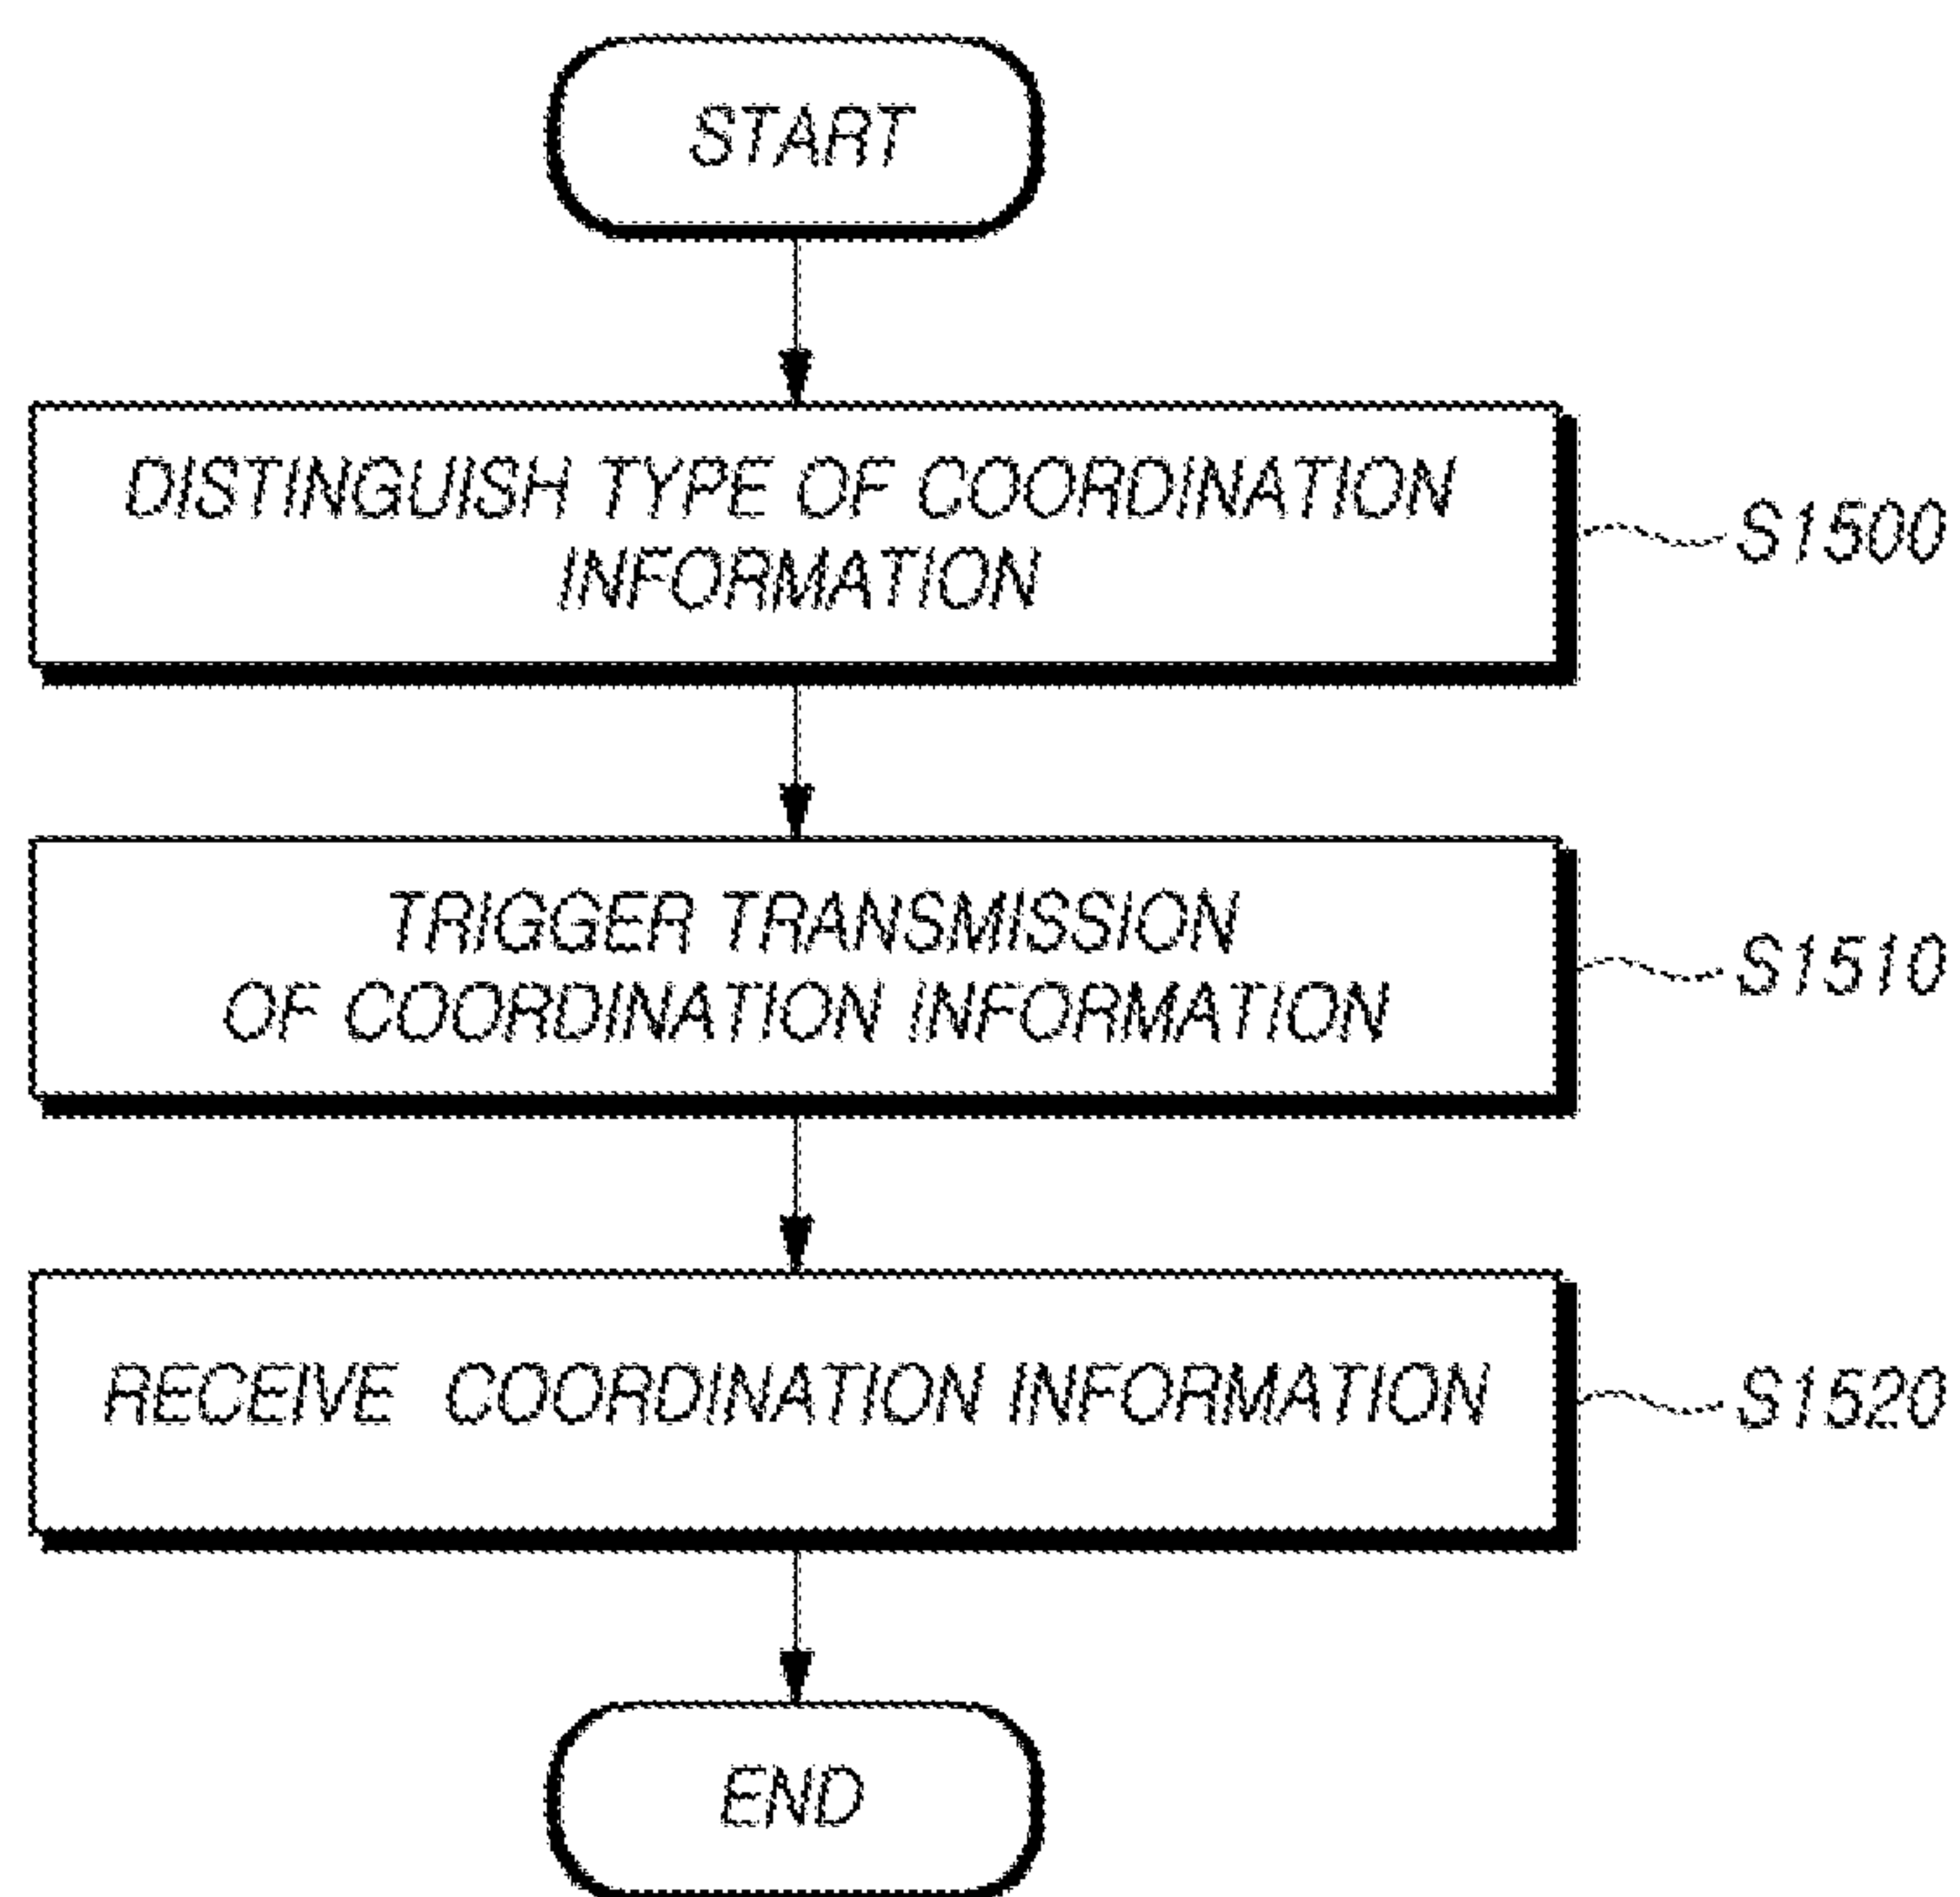 START
DISTINGUISH TYPE OF COORDINATION
INFORMATION
S1500
TRIGGER TRANSMISSION
OF COORDINATION INFORMATION
S1510
RECEIVE COORDINATION INFORMATION
S1520
END